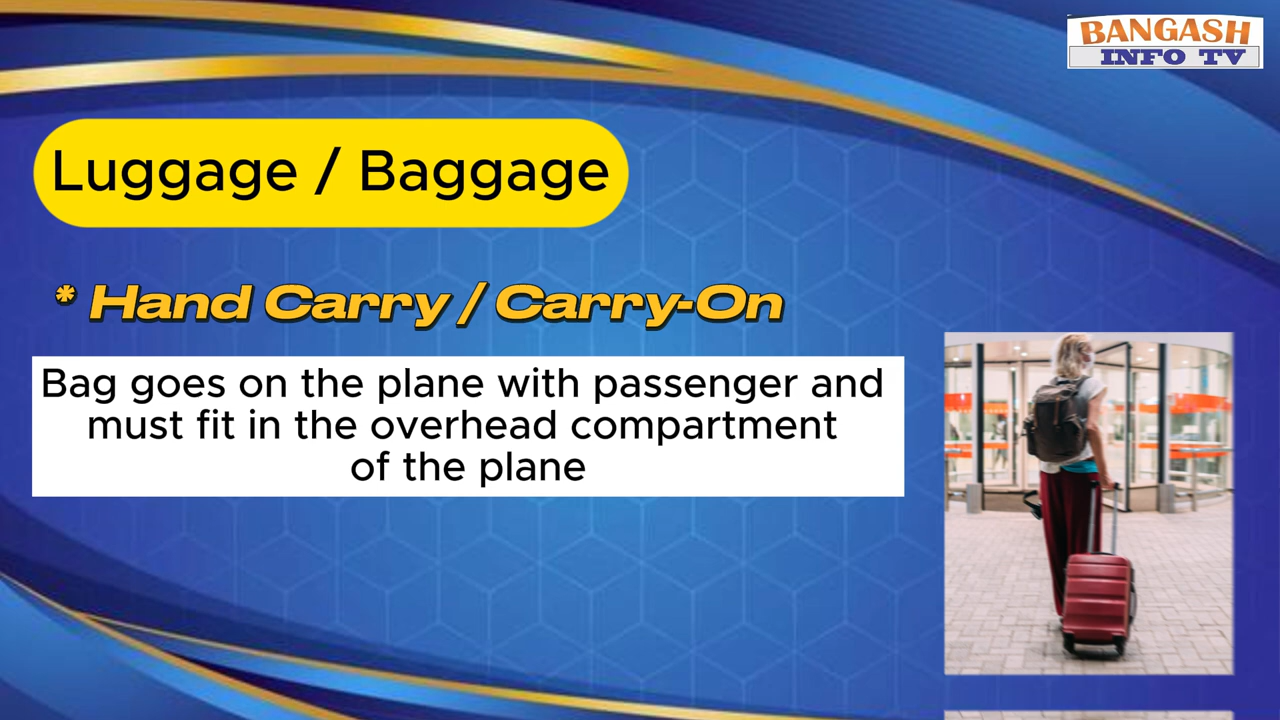 BANGASH
INFO TV
Luggage / Baggage
* Hand Carry / Carry-On
Bag goes on the plane with passenger and
must fit in the overhead compartment
of the plane